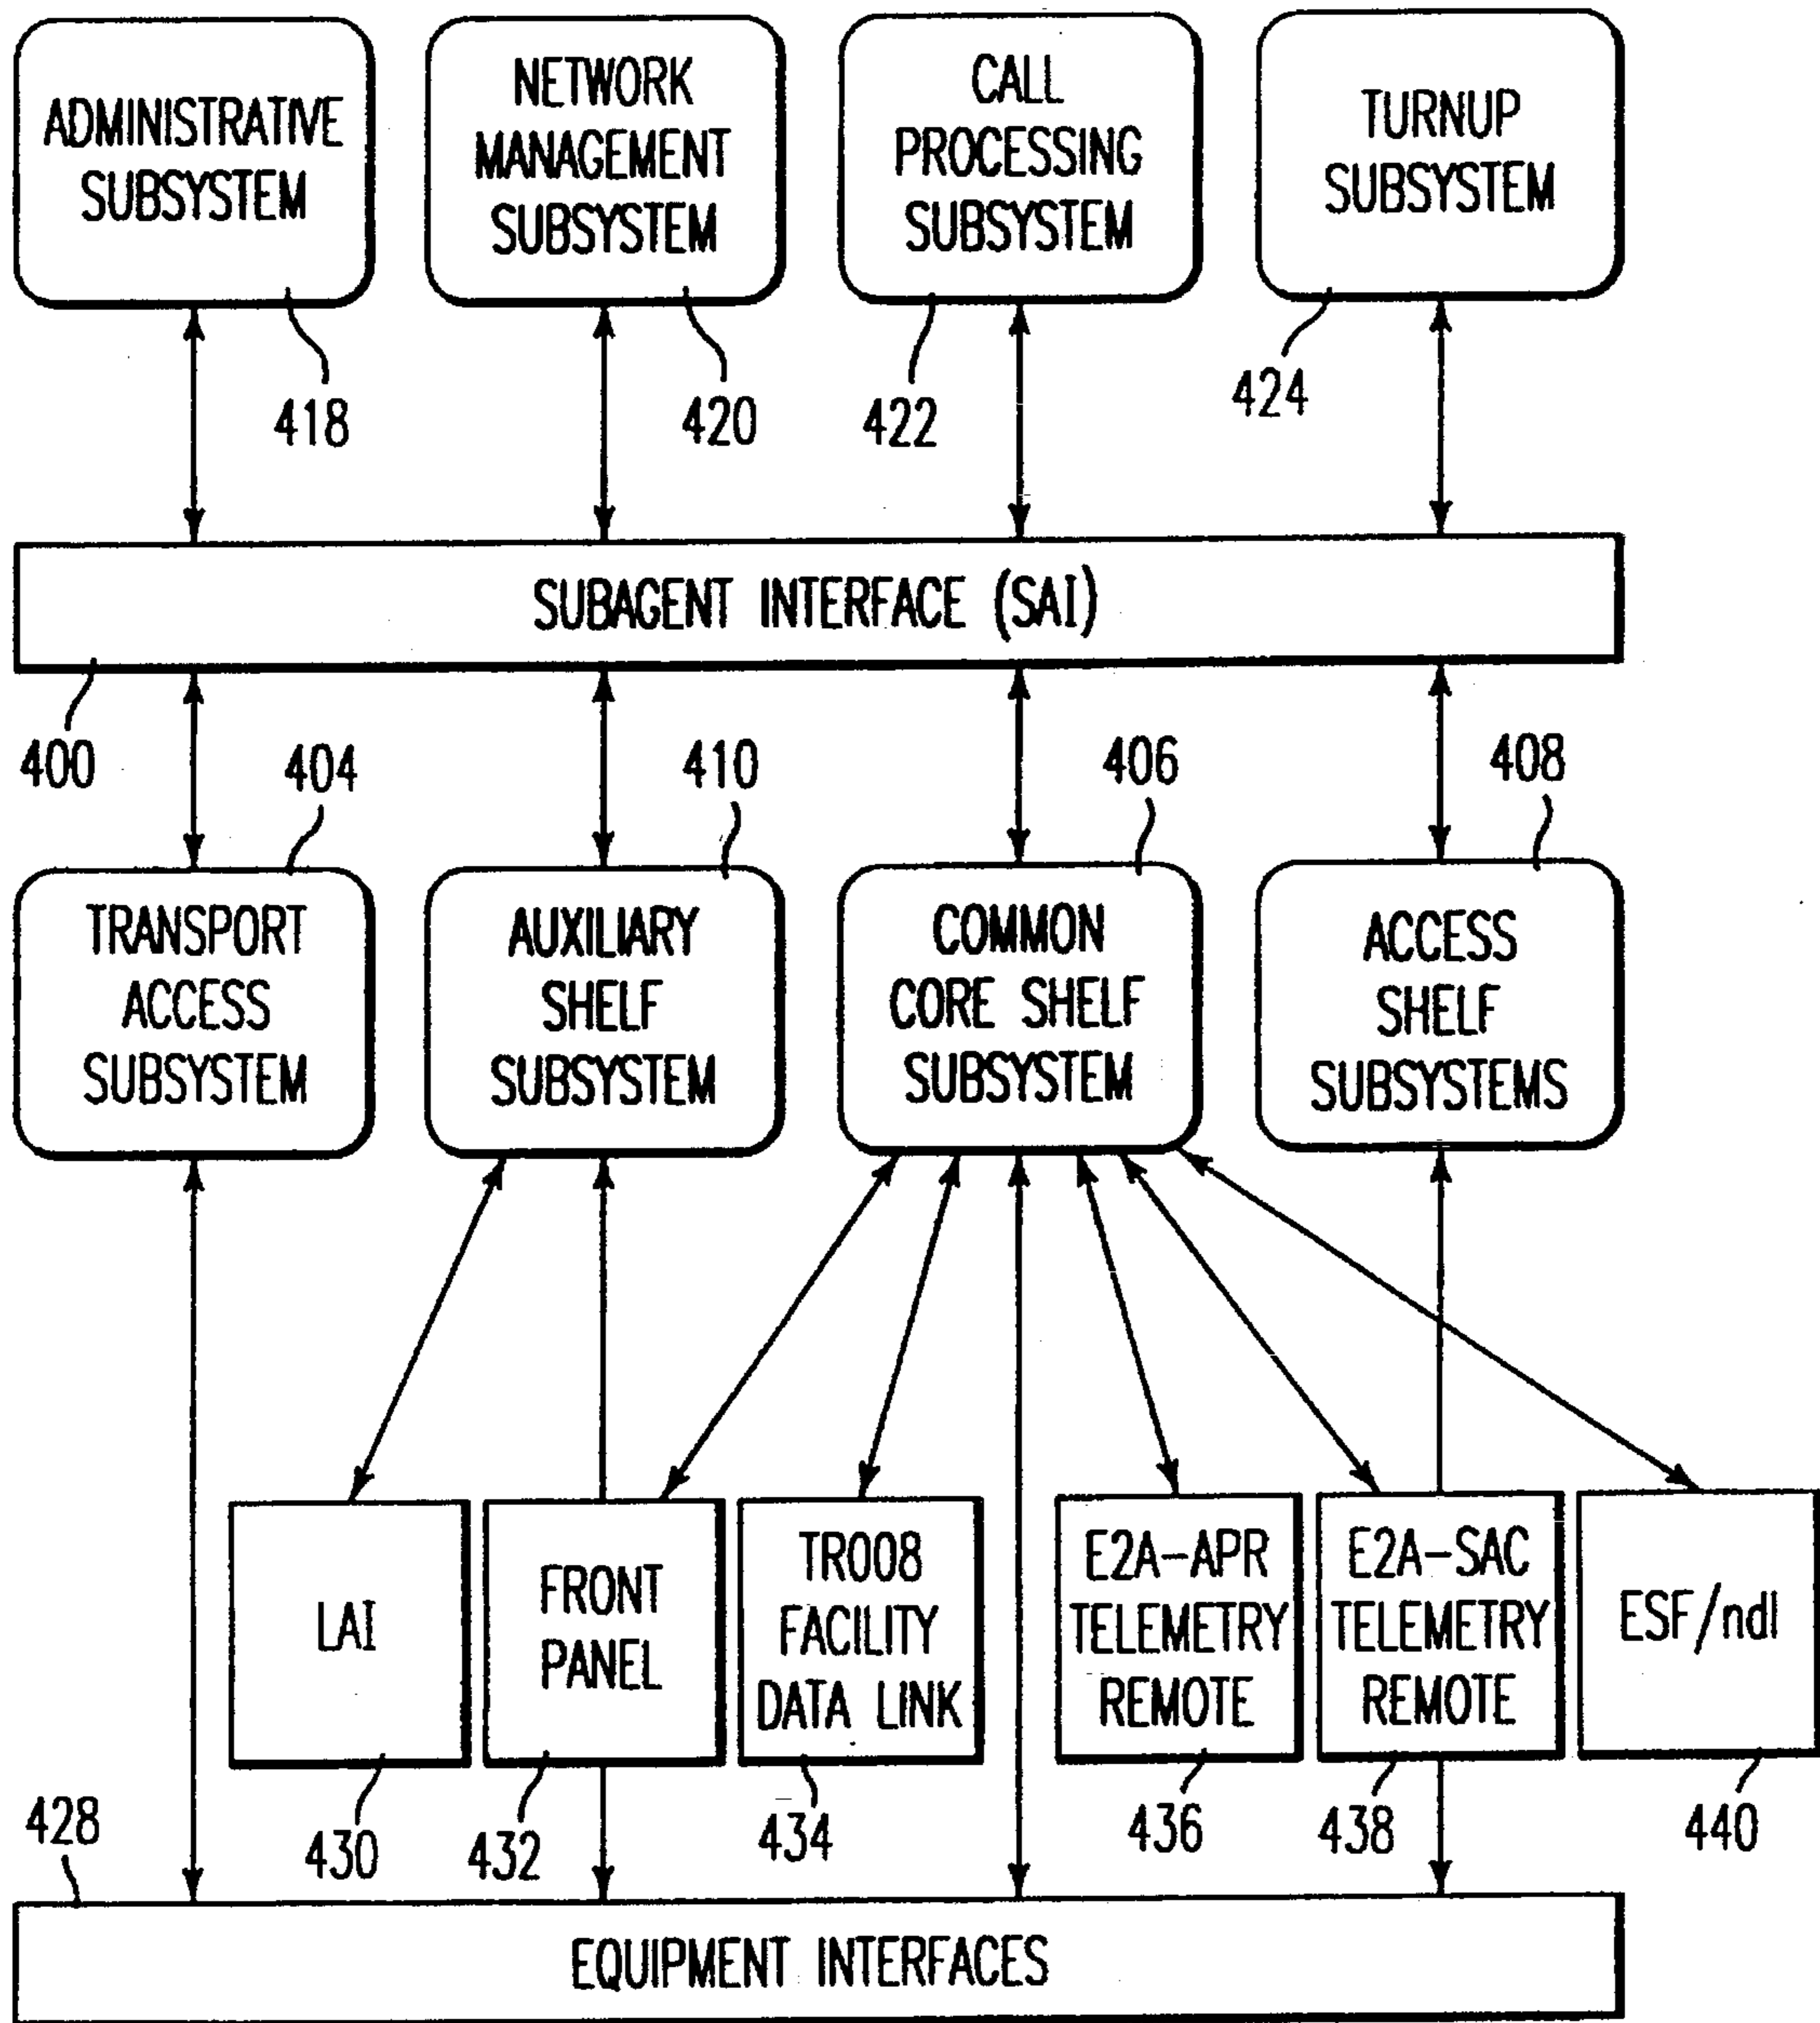 ADMINISTRATIVE
SUBSYSTEM
NETWORK
MANAGEMENT
SUBSYSTEM
CALL
PROCESSING
SUBSYSTEM
TURNUP
SUBSYSTEM
418
420
422
424
SUBAGENT INTERFACE (SAI)
400
404
410
406
408
TRANSPORT
ACCESS
SUBSYSTEM
AUXILIARY
SHELF
SUBSYSTEM
COMMON
CORE SHELF
SUBSYSTEM
ACCESS
SHELF
SUBSYSTEMS
LAI
FRONT
PANEL
TR008
FACILITY
DATA LINK
E2A-APR
TELEMETRY
REMOTE
E2A-SAC
TELEMETRY
REMOTE
ESF/ndl
428
430
432
434
436
438
440
EQUIPMENT INTERFACES